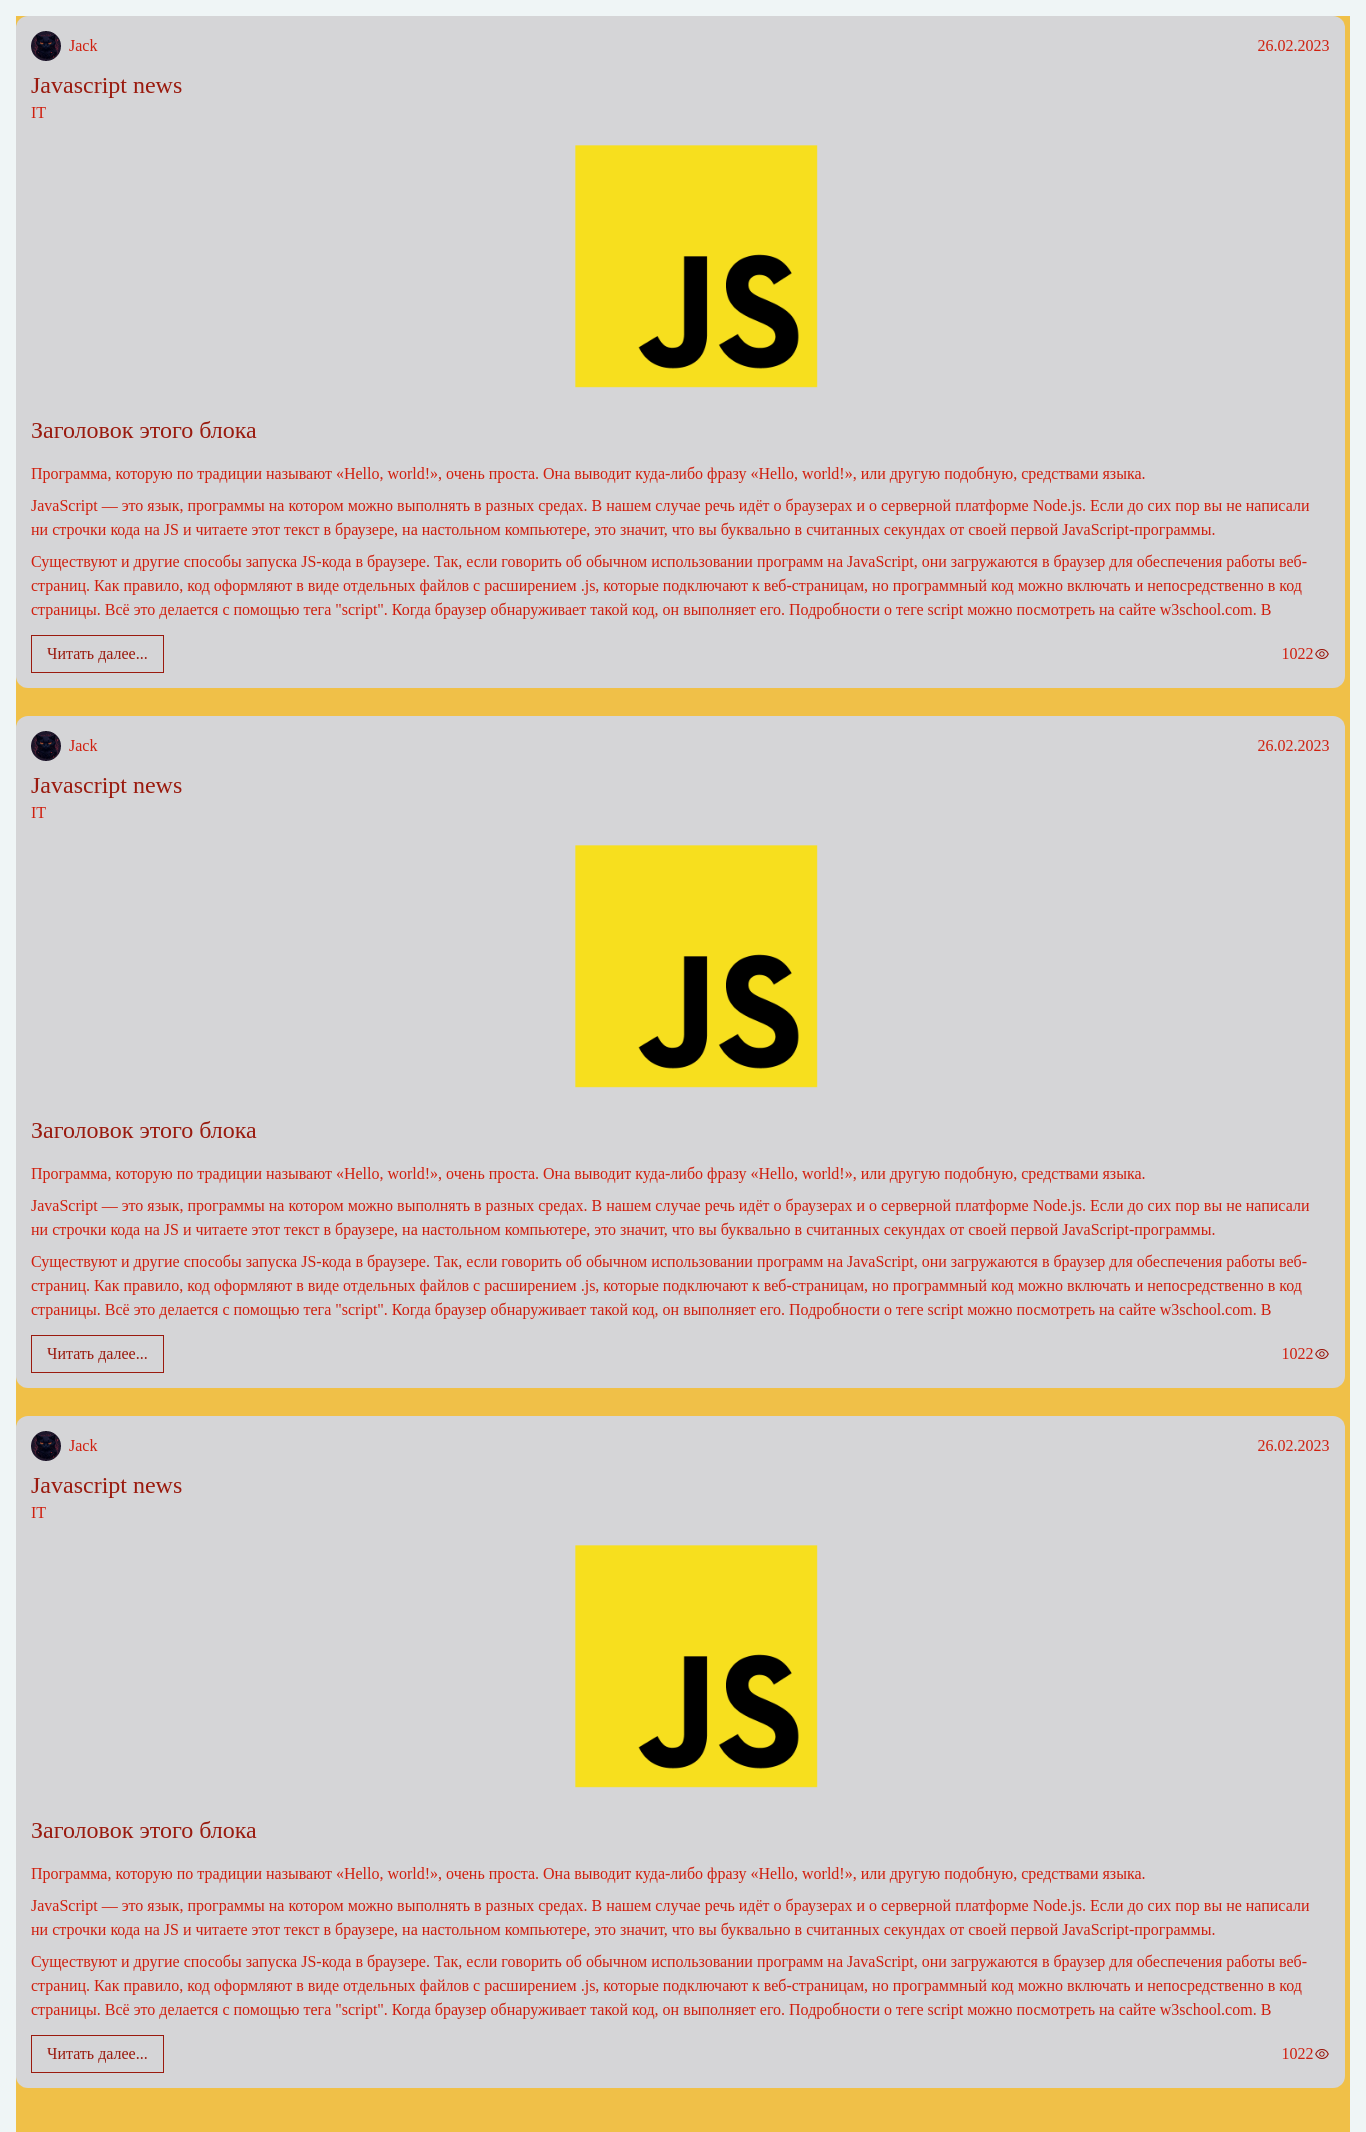 Jack
26.02.2023
Javascript news
IT
JS
Заголовок этого блока
Программа, которую по традиции называют «Hello, world!», очень проста. Она выводит куда-либо фразу «Hello, world!», или другую подобную, средствами языка.
JavaScript — это язык, программы на котором можно выполнять в разных средах. В нашем случае речь идёт о браузерах и о серверной платформе Node.js. Если до сих пор вы не написали
ни строчки кода на JS и читаете этот текст в браузере, на настольном компьютере, это значит, что вы буквально в считанных секундах от своей первой JavaScript-программы.
Существуют и другие способы запуска JS-кода в браузере. Так, если говорить об обычном использовании программ на JavaScript, они загружаются в браузер для обеспечения работы веб-
страниц. Как правило, код оформляют в виде отдельных файлов с расширением .js, которые подключают к веб-страницам, но программный код можно включать и непосредственно в код
страницы. Всё это делается с помощью тега "script". Когда браузер обнаруживает такой код, он выполняет его. Подробности о теге script можно посмотреть на сайте w3school.com. В
Читать далее...
1022
Jack
26.02.2023
Javascript news
IT
JS
Заголовок этого блока
Программа, которую по традиции называют «Hello, world!», очень проста. Она выводит куда-либо фразу «Hello, world!», или другую подобную, средствами языка.
JavaScript — это язык, программы на котором можно выполнять в разных средах. В нашем случае речь идёт о браузерах и о серверной платформе Node.js. Если до сих пор вы не написали
ни строчки кода на JS и читаете этот текст в браузере, на настольном компьютере, это значит, что вы буквально в считанных секундах от своей первой JavaScript-программы.
Существуют и другие способы запуска JS-кода в браузере. Так, если говорить об обычном использовании программ на JavaScript, они загружаются в браузер для обеспечения работы веб-
страниц. Как правило, код оформляют в виде отдельных файлов с расширением .js, которые подключают к веб-страницам, но программный код можно включать и непосредственно в код
страницы. Всё это делается с помощью тега "script". Когда браузер обнаруживает такой код, он выполняет его. Подробности о теге script можно посмотреть на сайте w3school.com. В
Читать далее...
1022
Jack
26.02.2023
Javascript news
IT
JS
Заголовок этого блока
Программа, которую по традиции называют «Hello, world!», очень проста. Она выводит куда-либо фразу «Hello, world!», или другую подобную, средствами языка.
JavaScript — это язык, программы на котором можно выполнять в разных средах. В нашем случае речь идёт о браузерах и о серверной платформе Node.js. Если до сих пор вы не написали
ни строчки кода на JS и читаете этот текст в браузере, на настольном компьютере, это значит, что вы буквально в считанных секундах от своей первой JavaScript-программы.
Существуют и другие способы запуска JS-кода в браузере. Так, если говорить об обычном использовании программ на JavaScript, они загружаются в браузер для обеспечения работы веб-
страниц. Как правило, код оформляют в виде отдельных файлов с расширением .js, которые подключают к веб-страницам, но программный код можно включать и непосредственно в код
страницы. Всё это делается с помощью тега "script". Когда браузер обнаруживает такой код, он выполняет его. Подробности о теге script можно посмотреть на сайте w3school.com. В
Читать далее...
1022